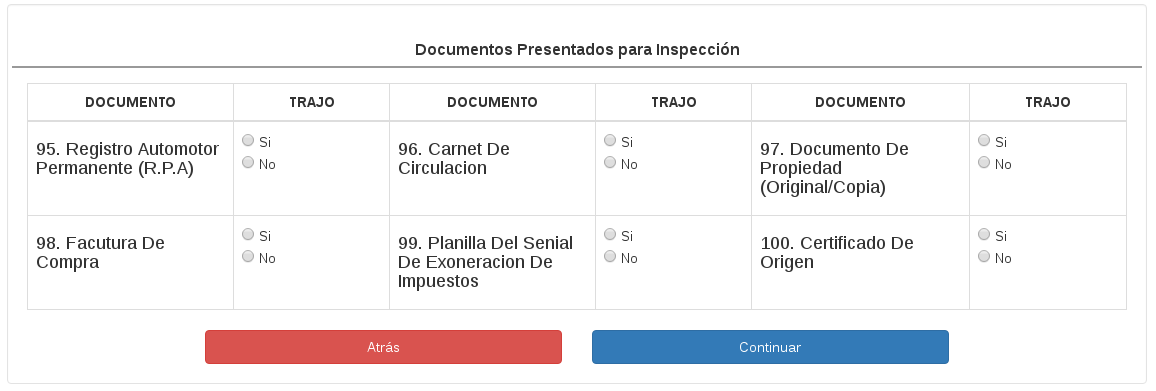 Documentos Presentados para Inspección
DOCUMENTO TRAJO DOCUMENTO TRAJO DOCUMENTO TRAJO
95. Registro Automotor
Permanente (R.P.A)
Si
No
96. Carnet De
Circulacion
Si
No
97. Documento De
Propiedad
(Original/Copia)
Si
No
98. Facutura De
Compra
Si
No
99. Planilla Del Senial
De Exoneracion De
Impuestos
Si
No
100. Certificado De
Origen
Si
No
Atrás
Continuar